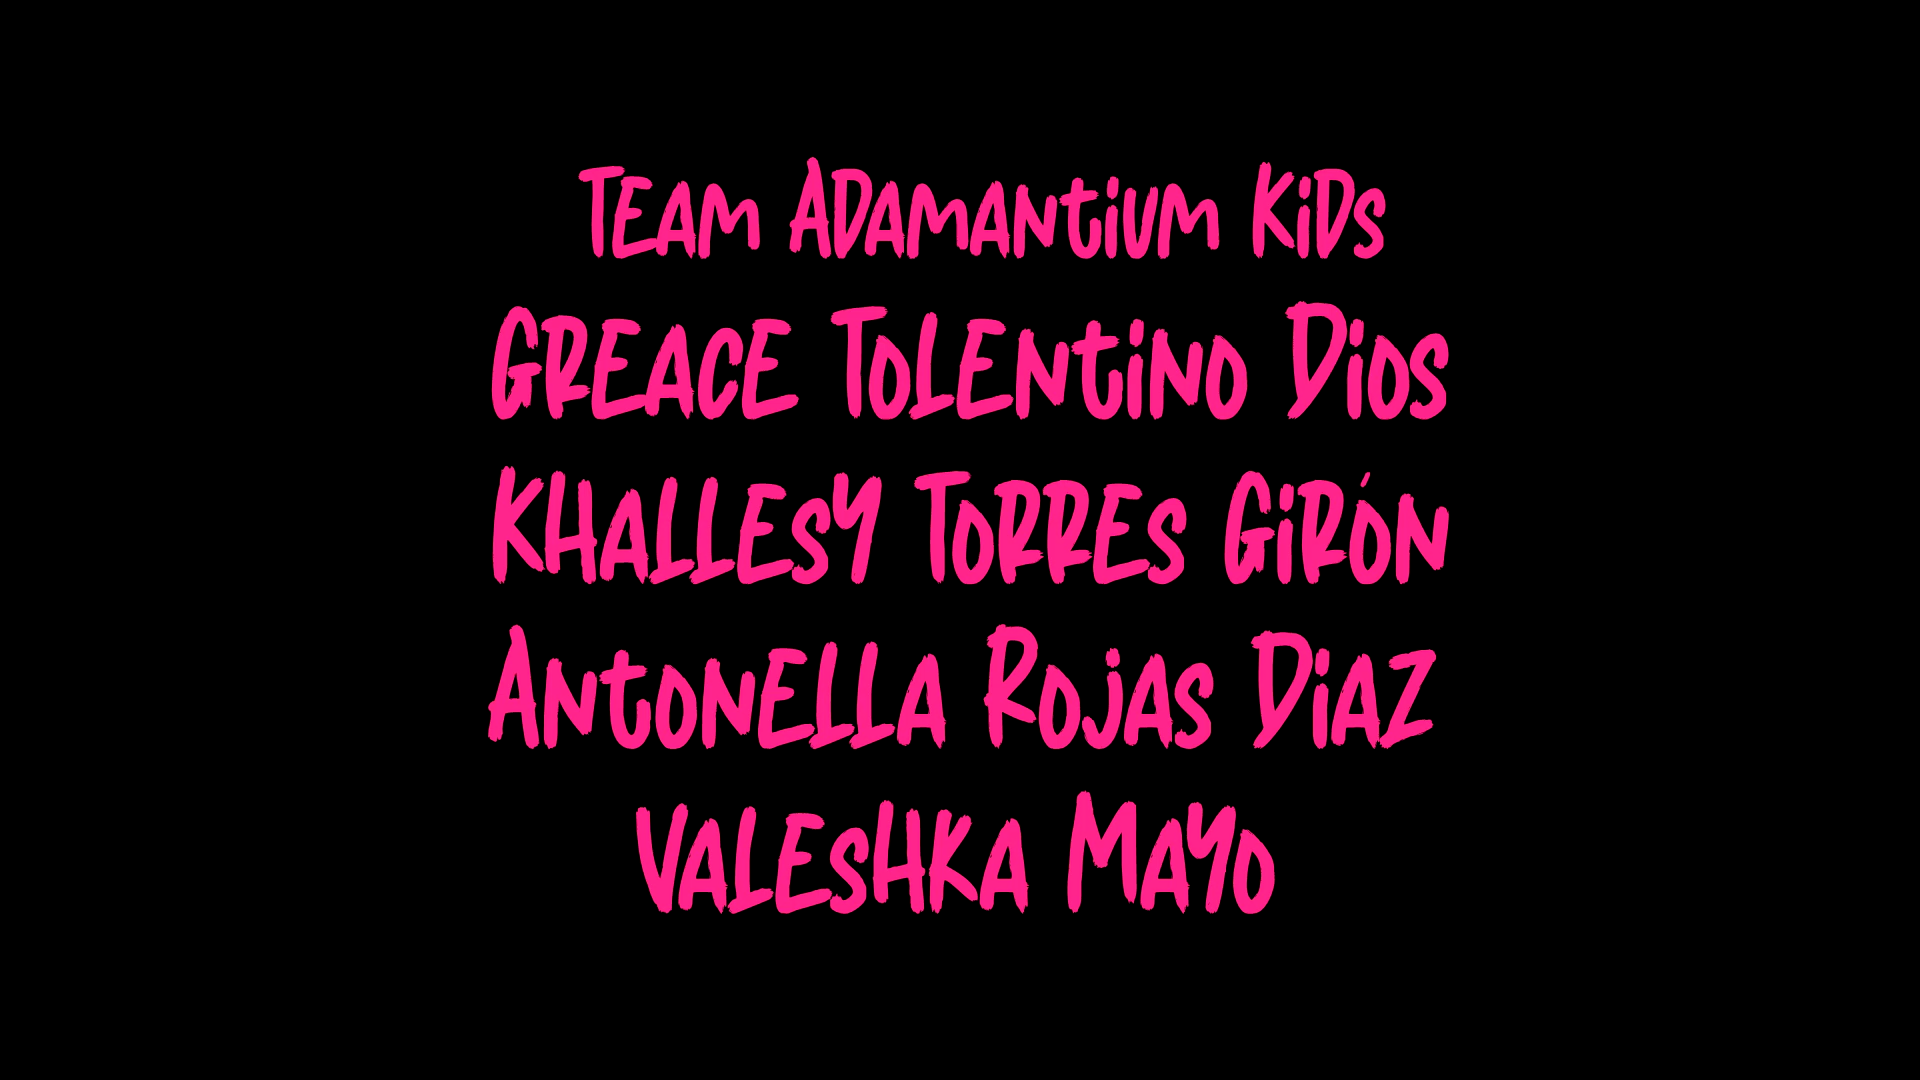 Team Adamantium Kids
Greace Tolentino Dios
Khallesy Torres Girón
Antonella Rojas Diaz
Valeshka Mayo